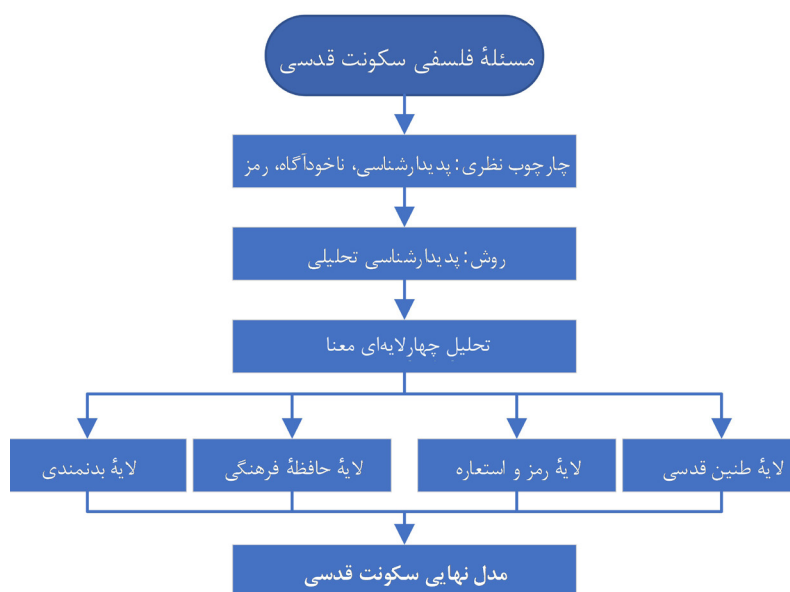 مسئلهٔ فلسفی سکونت قدسی
چارچوب نظری: پدیدارشناسی، ناخودآگاه، رمز
روش: پدیدارشناسی تحلیلی
تحلیلِ چهارلایه‌ای معنا
لایهٔ طنین قدسی
لایهٔ رمز و استعاره
لایهٔ حافظهٔ فرهنگی
لایهٔ بدنمندی
مدل نهایی سکونت قدسی